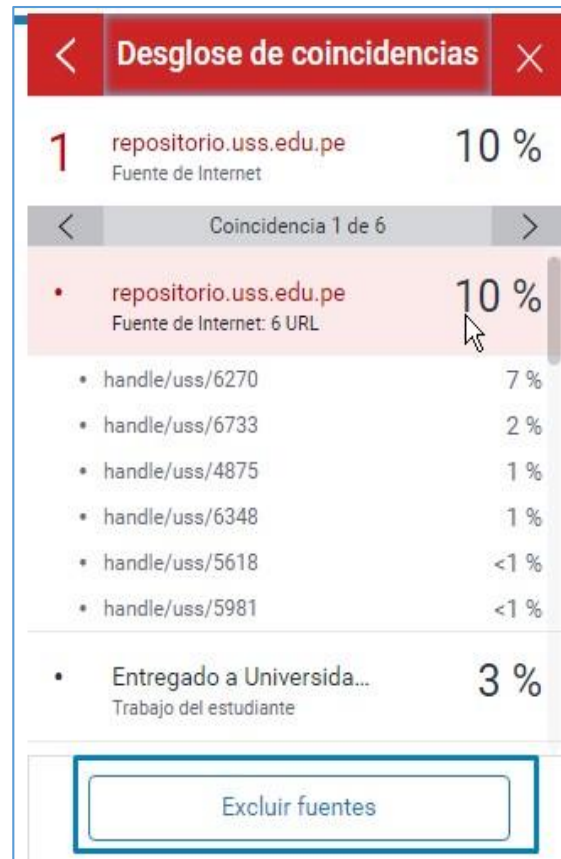 Desglose de coincidencias
1 repositorio.uss.edu.pe 10 %
Fuente de Internet
Coincidencia 1 de 6
• repositorio.uss.edu.pe 10 %
Fuente de Internet: 6 URL
• handle/uss/6270 7 %
• handle/uss/6733 2 %
• handle/uss/4875 1 %
• handle/uss/6348 1 %
• handle/uss/5618 <1 %
• handle/uss/5981 <1 %
• Entregado a Universida... 3 %
Trabajo del estudiante
Excluir fuentes